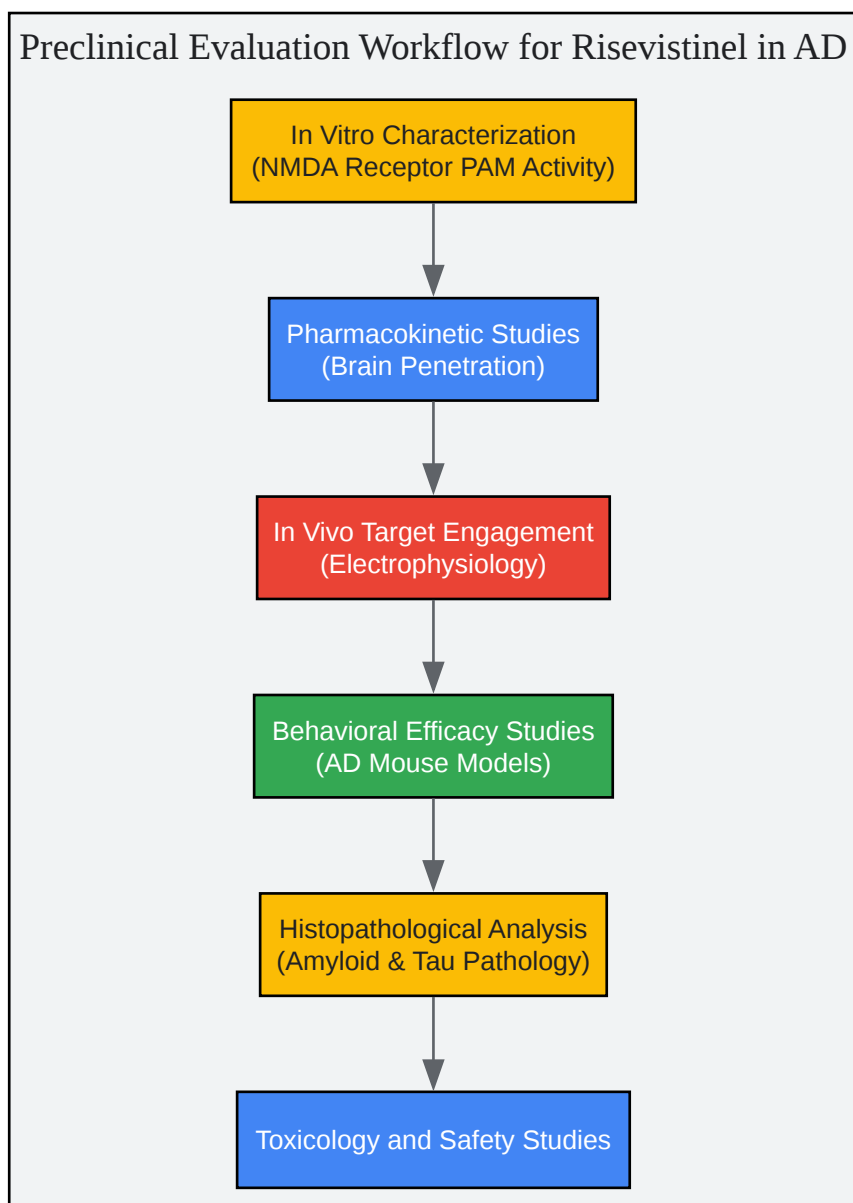 Preclinical Evaluation Workflow for Risevistinel in AD
In Vitro Characterization
(NMDA Receptor PAM Activity)
Pharmacokinetic Studies
(Brain Penetration)
In Vivo Target Engagement
(Electrophysiology)
Behavioral Efficacy Studies
(AD Mouse Models)
Histopathological Analysis
(Amyloid & Tau Pathology)
Toxicology and Safety Studies